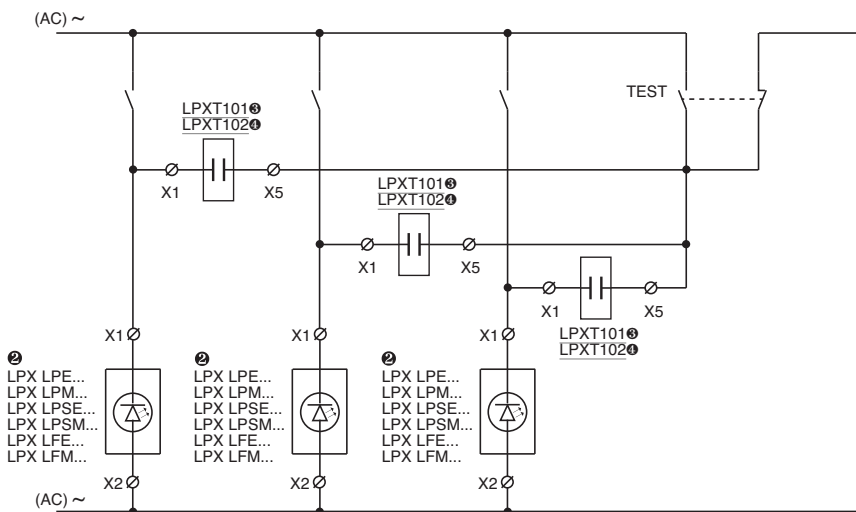 (AC) ~
TEST
LPXT101❸
LPXT102❹
X1 X5
LPXT101❸
LPXT102❹
X1 X5
X1 X5
LPXT101❸
LPXT102❹
X1 X1 X1
❷ ❷ ❷
LPX LPE... LPX LPE... LPX LPE...
LPX LPM... LPX LPM... LPX LPM...
LPX LPSE... LPX LPSE... LPX LPSE...
LPX LPSM... LPX LPSM... LPX LPSM...
LPX LFE... LPX LFE... LPX LFE...
LPX LFM... LPX LFM... LPX LFM...
X2 X2 X2
(AC) ~